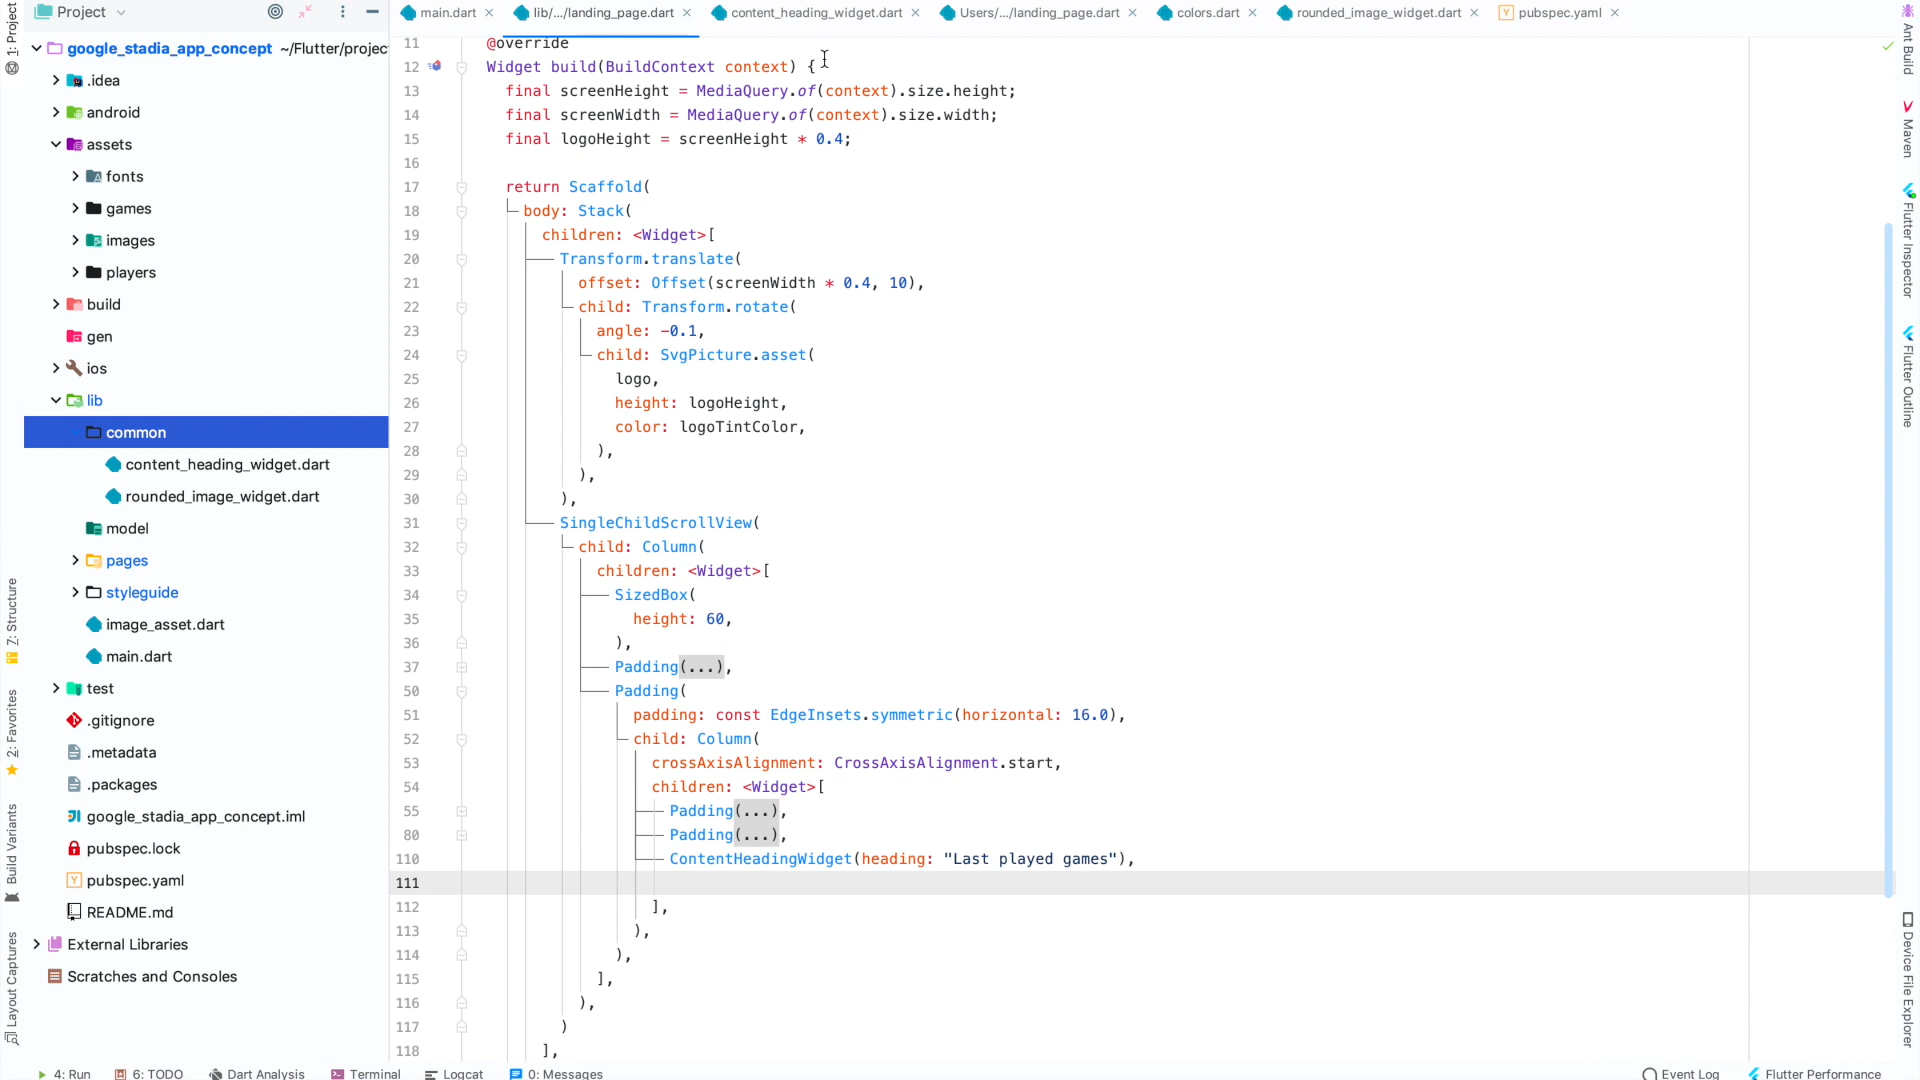 Project
main.dart
lib/.../landing_page.dart
content_heading_widget.dart
Users/.../landing_page.dart
colors.dart
rounded_image_widget.dart
pubspec.yaml
1: Project
Z: Structure
2: Favorites
Build Variants
Layout Captures
google_stadia_app_concept ~/Flutter/projec
.idea
android
assets
fonts
games
images
players
build
gen
ios
lib
common
content_heading_widget.dart
rounded_image_widget.dart
model
pages
styleguide
image_asset.dart
main.dart
test
.gitignore
.metadata
.packages
google_stadia_app_concept.iml
pubspec.lock
pubspec.yaml
README.md
External Libraries
Scratches and Consoles
11 @override
12 Widget build(BuildContext context) {
13 final screenHeight = MediaQuery.of(context).size.height;
14 final screenWidth = MediaQuery.of(context).size.width;
15 final logoHeight = screenHeight * 0.4;
16
17 return Scaffold(
18 body: Stack(
19 children: <Widget>[
20 Transform.translate(
21 offset: Offset(screenWidth * 0.4, 10),
22 child: Transform.rotate(
23 angle: -0.1,
24 child: SvgPicture.asset(
25 logo,
26 height: logoHeight,
27 color: logoTintColor,
28 ),
29 ),
30 ),
31 SingleChildScrollView(
32 child: Column(
33 children: <Widget>[
34 SizedBox(
35 height: 60,
36 ),
37 Padding(...),
50 Padding(
51 padding: const EdgeInsets.symmetric(horizontal: 16.0),
52 child: Column(
53 crossAxisAlignment: CrossAxisAlignment.start,
54 children: <Widget>[
55 Padding(...),
80 Padding(...),
110 ContentHeadingWidget(heading: "Last played games"),
111
112 ],
113 ),
114 ),
115 ],
116 ),
117 )
118 ],
Ant Build
Maven
Flutter Inspector
Flutter Outline
Device File Explorer
4: Run
6: TODO
Dart Analysis
Terminal
Logcat
0: Messages
Event Log
Flutter Performance